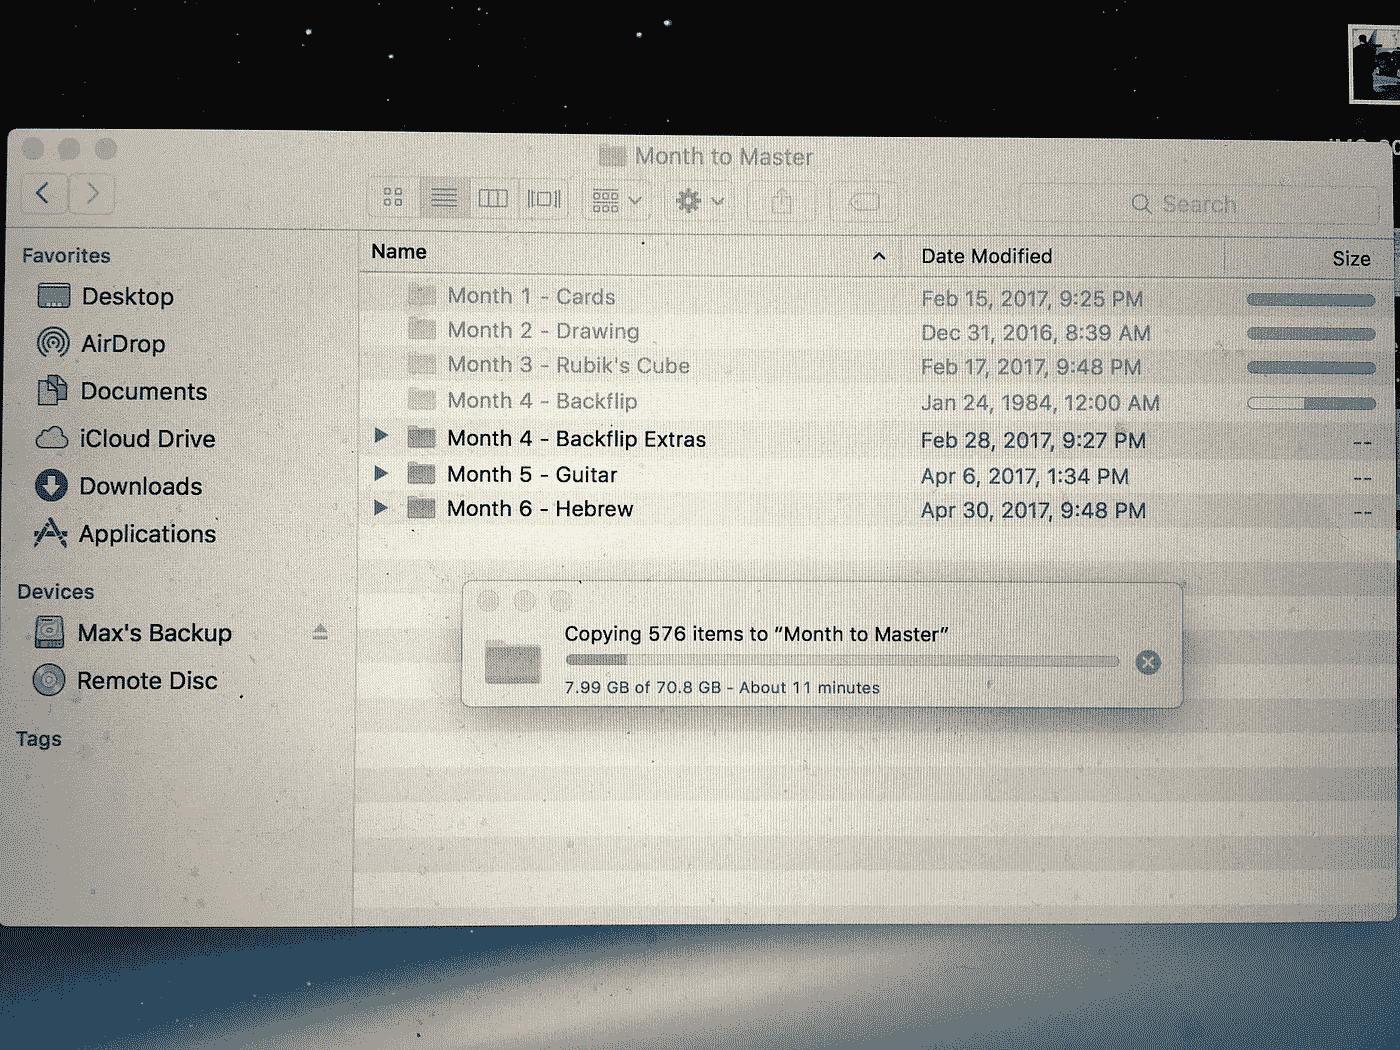 Month to Master
Search
Favorites
Desktop
AirDrop
Documents
iCloud Drive
Downloads
Applications
Devices
Max's Backup
Remote Disc
Tags
Name Date Modified Size
Month 1 - Cards Feb 15, 2017, 9:25 PM
Month 2 - Drawing Dec 31, 2016, 8:39 AM
Month 3 - Rubik's Cube Feb 17, 2017, 9:48 PM
Month 4 - Backflip Jan 24, 1984, 12:00 AM
Month 4 - Backflip Extras Feb 28, 2017, 9:27 PM --
Month 5 - Guitar Apr 6, 2017, 1:34 PM --
Month 6 - Hebrew Apr 30, 2017, 9:48 PM --
Copying 576 items to “Month to Master”
7.99 GB of 70.8 GB - About 11 minutes